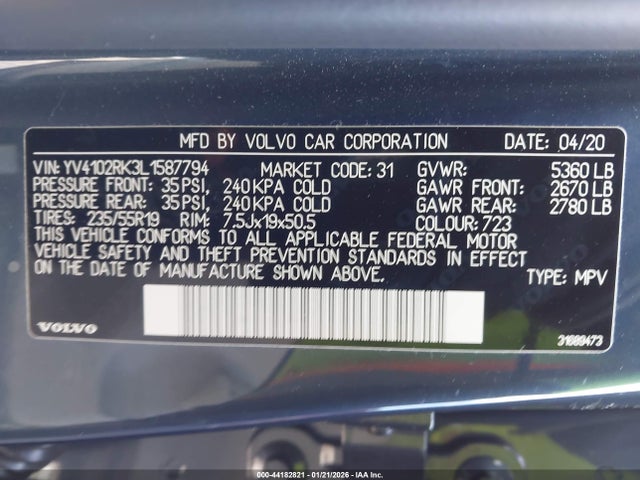 MFD BY VOLVO CAR CORPORATION DATE: 04/20
VIN: YV4102RK3L1587794 MARKET CODE: 31 GVWR: 5360 LB
PRESSURE FRONT: 35 PSI, 240 KPA COLD GAWR FRONT: 2670 LB
PRESSURE REAR: 35 PSI, 240 KPA COLD GAWR REAR: 2780 LB
TIRES: 235/55R19 RIM: 7.5Jx19x50.5 COLOUR: 723
THIS VEHICLE CONFORMS TO ALL APPLICABLE FEDERAL MOTOR
VEHICLE SAFETY AND THEFT PREVENTION STANDARDS IN EFFECT
ON THE DATE OF MANUFACTURE SHOWN ABOVE.
TYPE: MPV
VOLVO 31689473
000-44182821 - 01/21/2026 - IAA Inc.